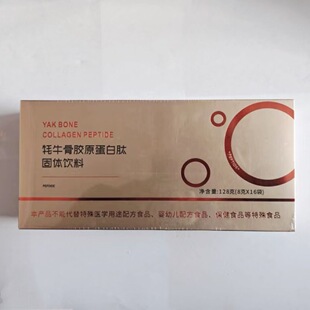 YAK BONE
COLLAGEN PEPTIDE
牦牛骨胶原蛋白肽
固体饮料
PEPTIDE
净含量:128克(8克X16袋)
本产品不能代替特殊医学用途配方食品、婴幼儿配方食品、保健食品等特殊食品